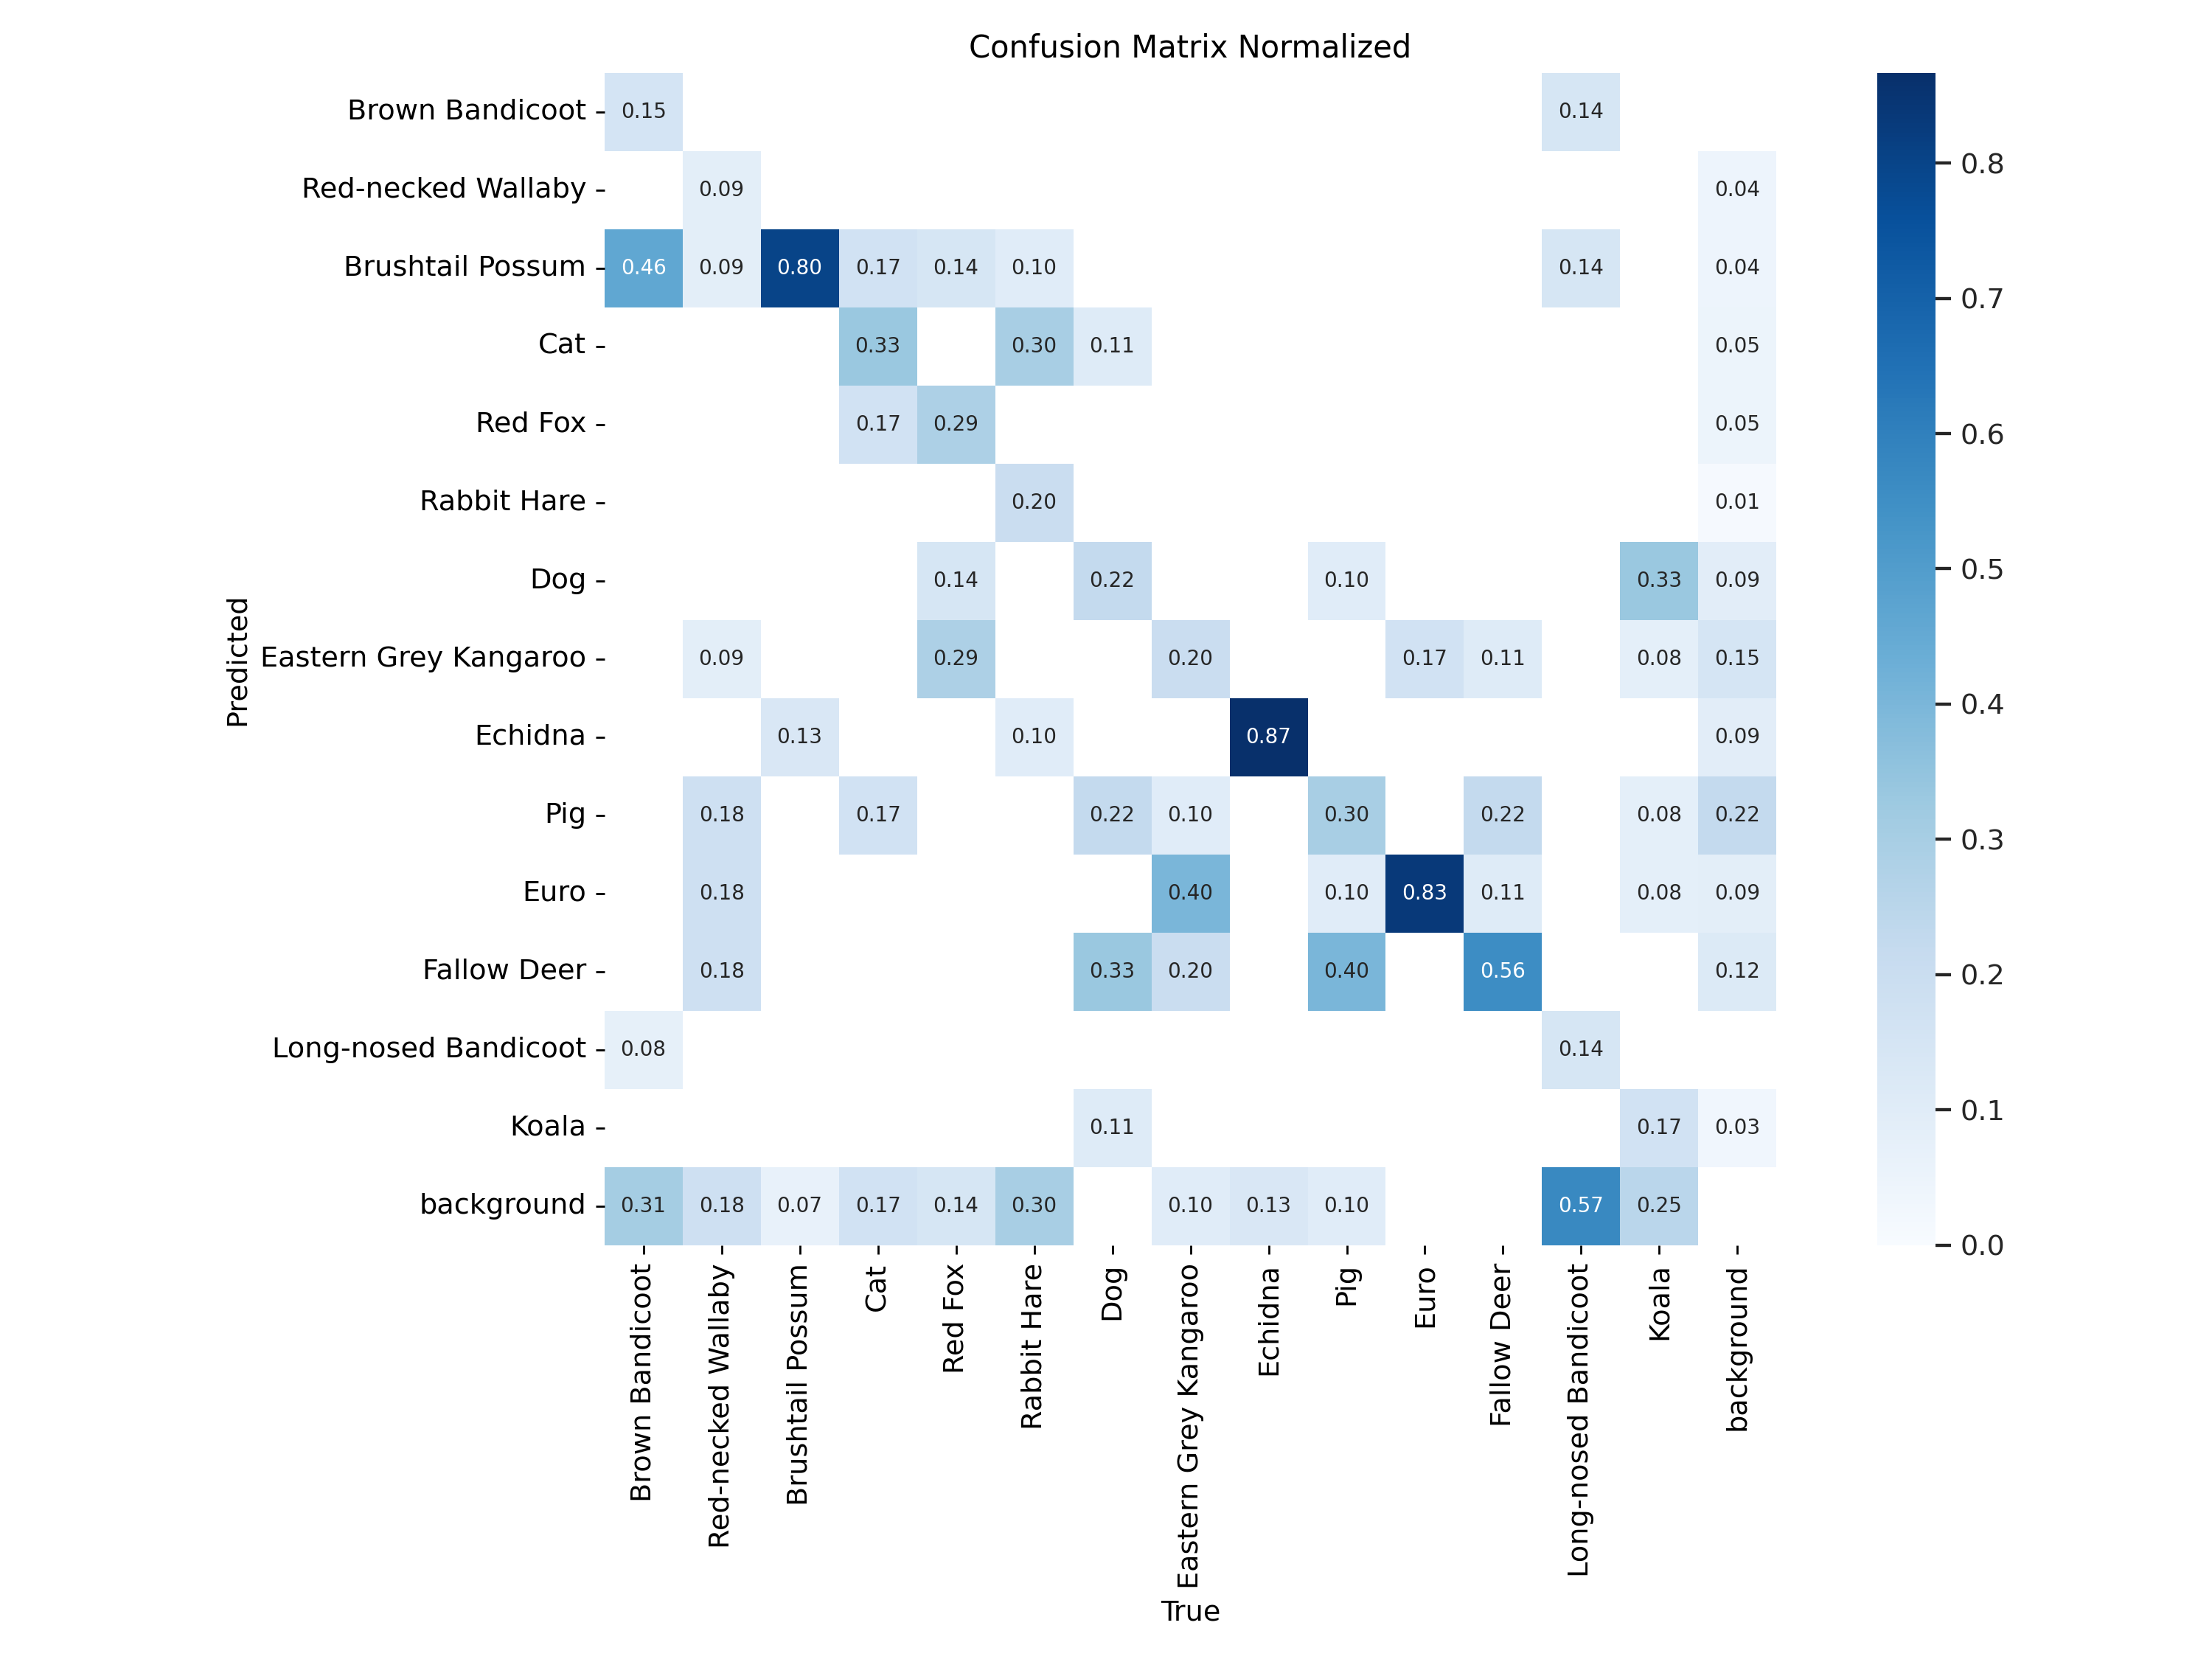 Confusion Matrix Normalized
Brown Bandicoot 0.15 0.14
Red-necked Wallaby 0.09 0.04
Brushtail Possum 0.46 0.09 0.80 0.17 0.14 0.10 0.14 0.04
Cat 0.33 0.30 0.11 0.05
Red Fox 0.17 0.29 0.05
Rabbit Hare 0.20 0.01
Dog 0.14 0.22 0.10 0.33 0.09
Eastern Grey Kangaroo 0.09 0.29 0.20 0.17 0.11 0.08 0.15
Echidna 0.13 0.10 0.87 0.09
Pig 0.18 0.17 0.22 0.10 0.30 0.22 0.08 0.22
Euro 0.18 0.40 0.10 0.83 0.11 0.08 0.09
Fallow Deer 0.18 0.33 0.20 0.40 0.56 0.12
Long-nosed Bandicoot 0.08 0.14
Koala 0.11 0.17 0.03
background 0.31 0.18 0.07 0.17 0.14 0.30 0.10 0.13 0.10 0.57 0.25
Predicted
Brown Bandicoot
Red-necked Wallaby
Brushtail Possum
Cat
Red Fox
Rabbit Hare
Dog
Eastern Grey Kangaroo
Echidna
Pig
Euro
Fallow Deer
Long-nosed Bandicoot
Koala
background
True
0.8
0.7
0.6
0.5
0.4
0.3
0.2
0.1
0.0